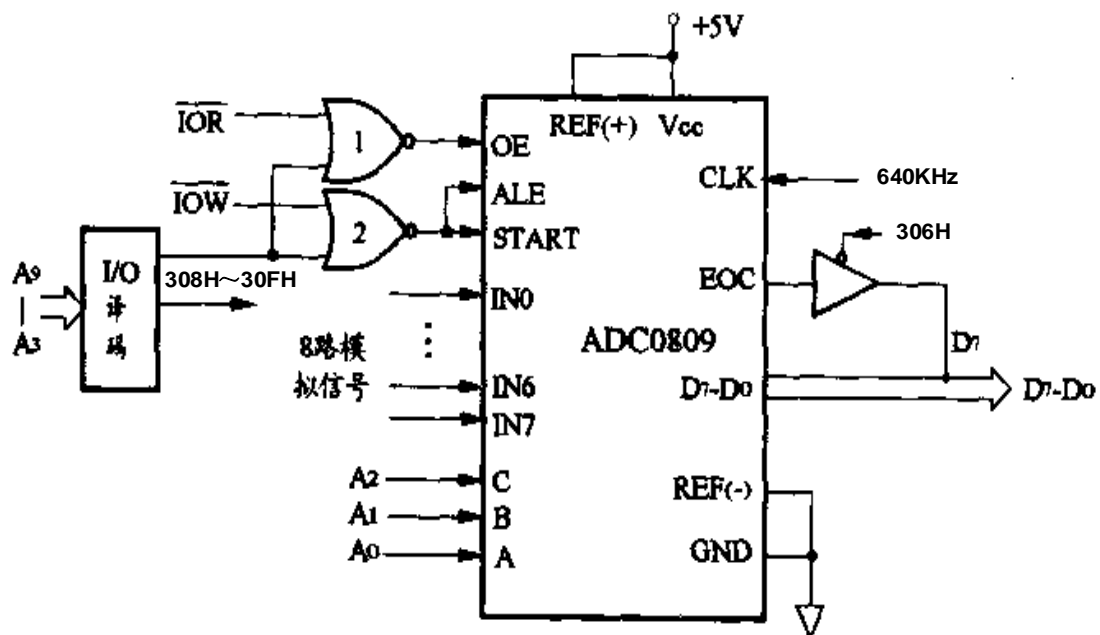 +5V
IOR
1
OE
REF(+) Vcc
CLK
640KHz
ALE
IOW
2
START
306H
A9
A3
I/O
译
码
308H～30FH
IN0
EOC
8路模
拟信号
ADC0809
D7
IN6
D7-D0
D7-D0
IN7
A2
C
REF(-)
A1
B
A0
A
GND